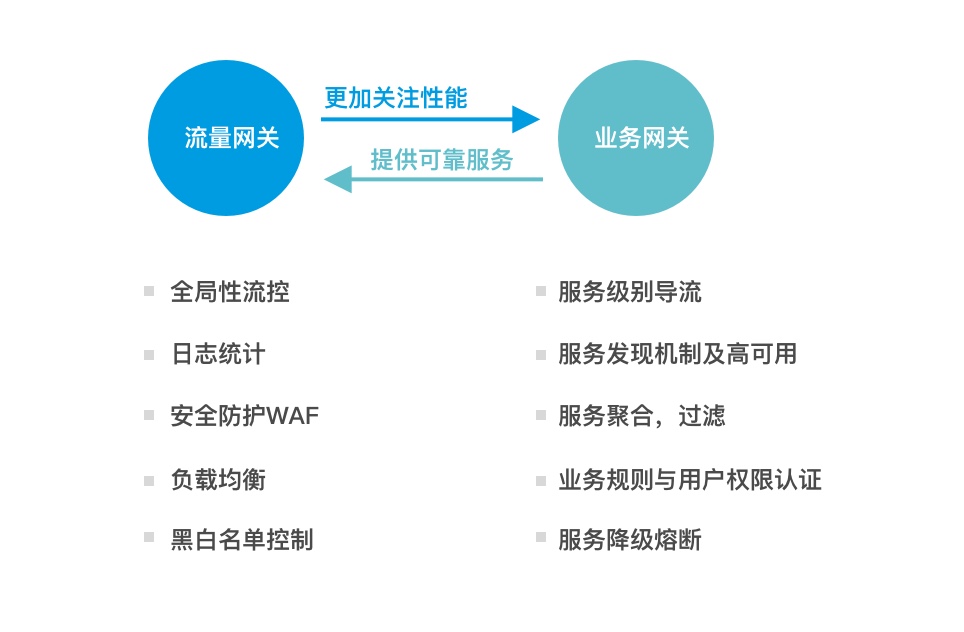 流量网关
更加关注性能
提供可靠服务
业务网关
全局性流控
日志统计
安全防护WAF
负载均衡
黑白名单控制
服务级别导流
服务发现机制及高可用
服务聚合，过滤
业务规则与用户权限认证
服务降级熔断